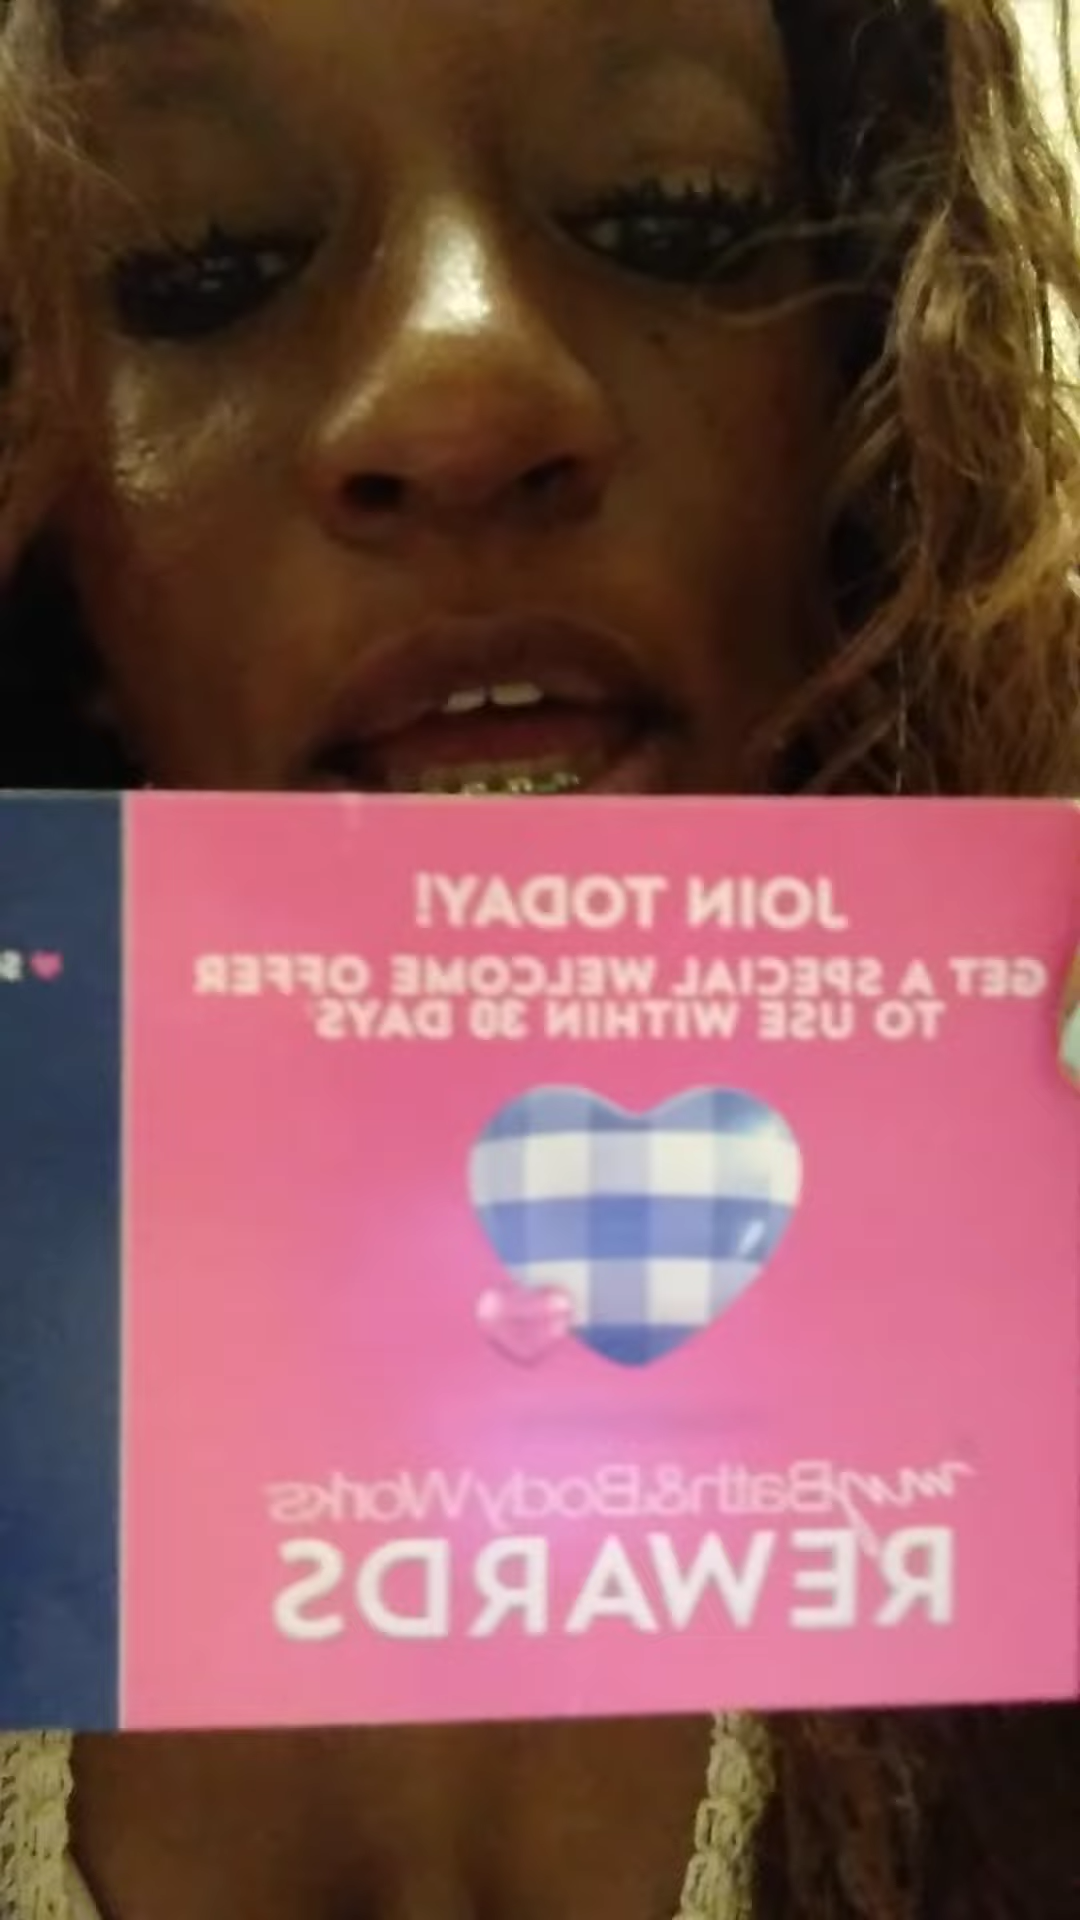 JOIN TODAY!
GET A SPECIAL WELCOME OFFER
TO USE WITHIN 30 DAYS*
myBath&BodyWorks
REWARDS